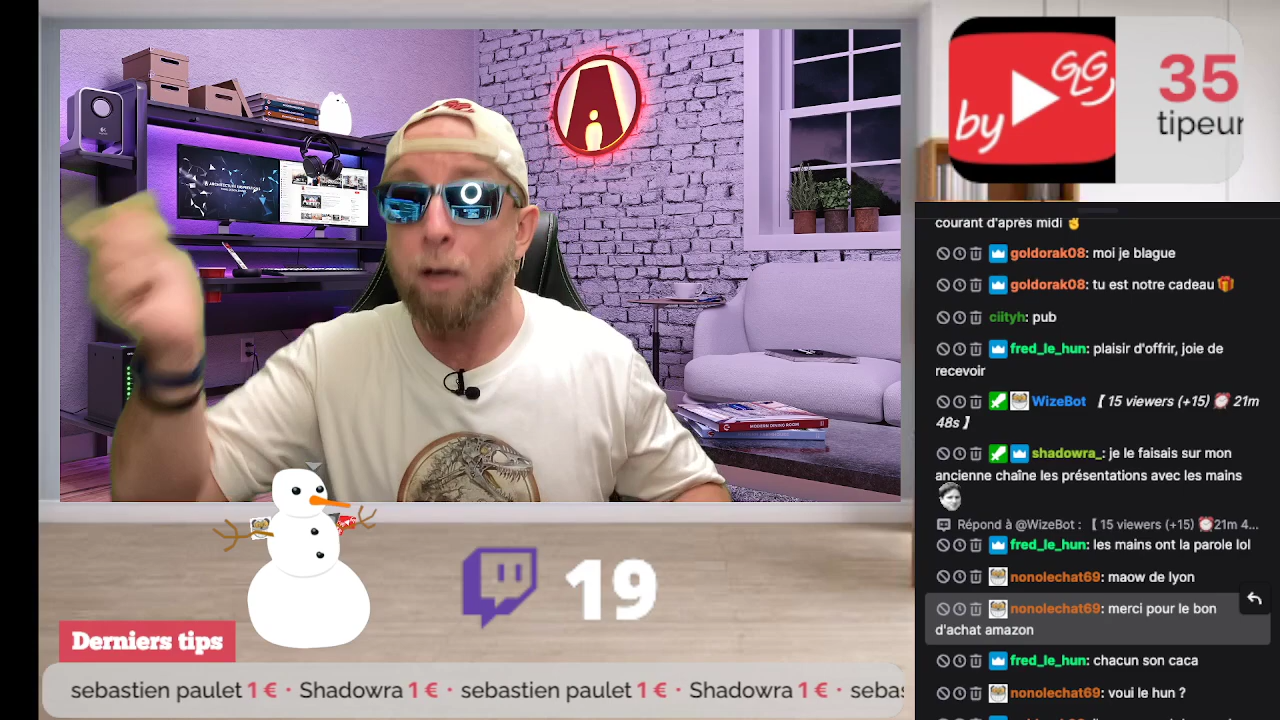 by
GG
35
tipeur
courant d'après midi ✌
goldorak08: moi je blague
goldorak08: tu est notre cadeau 🎁
ciityh: pub
fred_le_hun: plaisir d'offrir, joie de
recevoir
WizeBot 【 15 viewers (+15) ⏰ 21m
48s 】
shadowra_: je le faisais sur mon
ancienne chaîne les présentations avec les mains
Répond à @WizeBot : 【 15 viewers (+15) ⏰21m 4...
fred_le_hun: les mains ont la parole lol
nonolechat69: maow de lyon
nonolechat69: merci pour le bon
d'achat amazon
fred_le_hun: chacun son caca
nonolechat69: voui le hun ?
MODERN DINING ROOM
19
Derniers tips
sebastien paulet 1 € · Shadowra 1 € · sebastien paulet 1 € · Shadowra 1 € · sebas